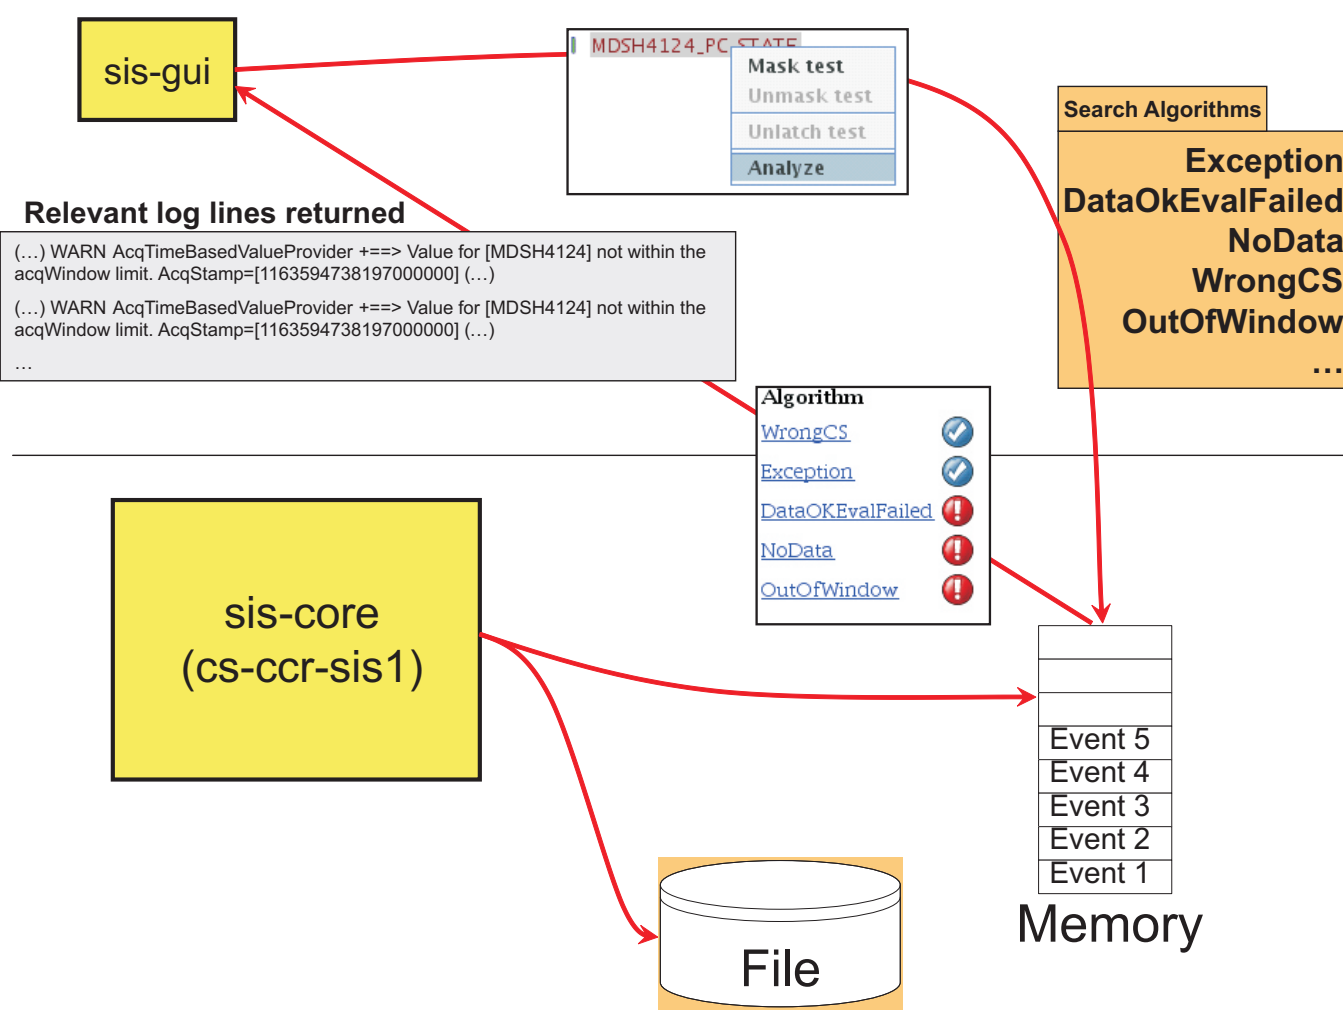 sis-gui
MDSH4124_PC_STATE
Mask test
Unmask test
Unlatch test
Analyze
Search Algorithms
Exception
DataOkEvalFailed
NoData
WrongCS
OutOfWindow
...
Relevant log lines returned
(...) WARN AcqTimeBasedValueProvider +==> Value for [MDSH4124] not within the
acqWindow limit. AcqStamp=[1163594738197000000] (...)
(...) WARN AcqTimeBasedValueProvider +==> Value for [MDSH4124] not within the
acqWindow limit. AcqStamp=[1163594738197000000] (...)
...
Algorithm
WrongCS
Exception
DataOKEvalFailed
NoData
OutOfWindow
sis-core
(cs-ccr-sis1)
Event 5
Event 4
Event 3
Event 2
Event 1
Memory
File